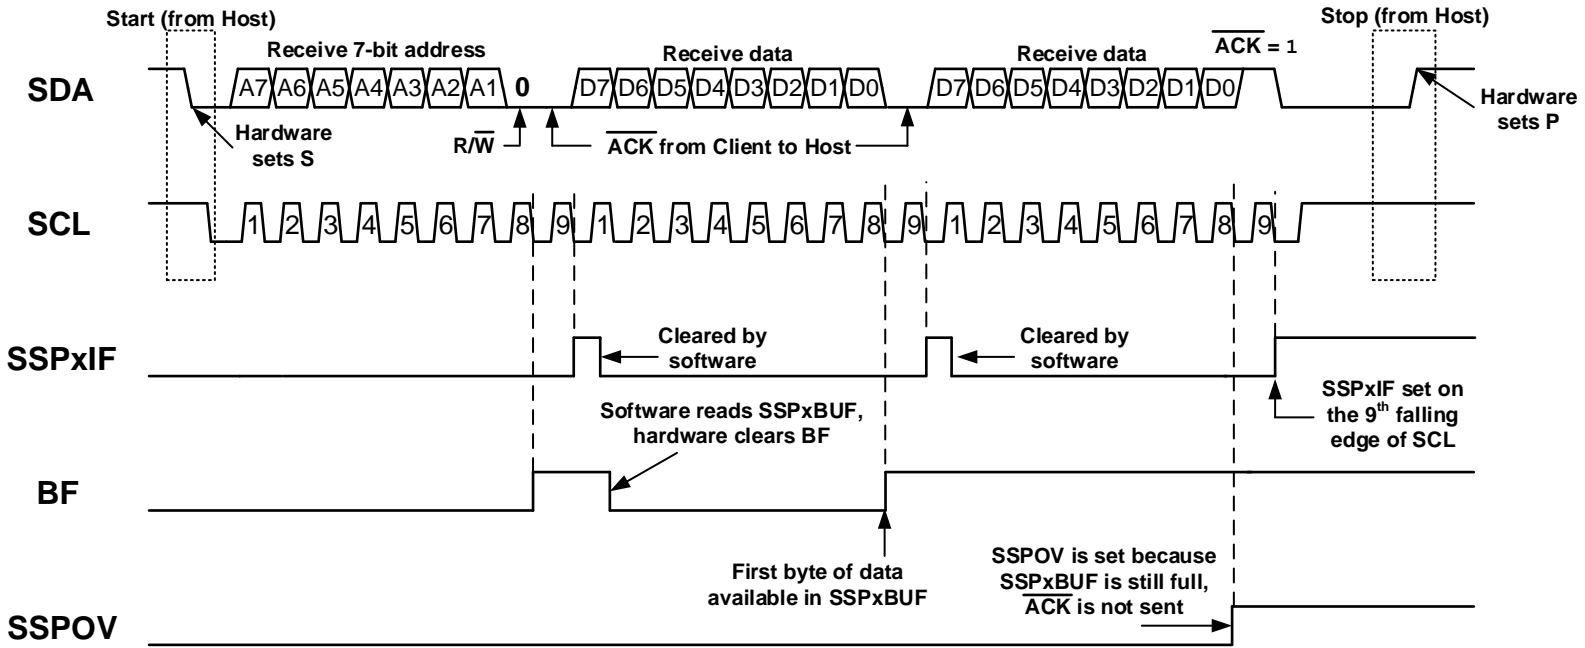 Start (from Host)
Stop (from Host)
Receive 7-bit address
Receive data
Receive data
ACK = 1
SDA
A7 A6 A5 A4 A3 A2 A1 0
D7 D6 D5 D4 D3 D2 D1 D0
D7 D6 D5 D4 D3 D2 D1 D0
Hardware
sets S
R/W
ACK from Client to Host
Hardware
sets P
SCL
1 2 3 4 5 6 7 8 9 1 2 3 4 5 6 7 8 9 1 2 3 4 5 6 7 8 9
SSPxIF
Cleared by
software
Cleared by
software
SSPxIF set on
the 9th falling
edge of SCL
Software reads SSPxBUF,
hardware clears BF
BF
First byte of data
available in SSPxBUF
SSPOV is set because
SSPxBUF is still full,
ACK is not sent
SSPOV